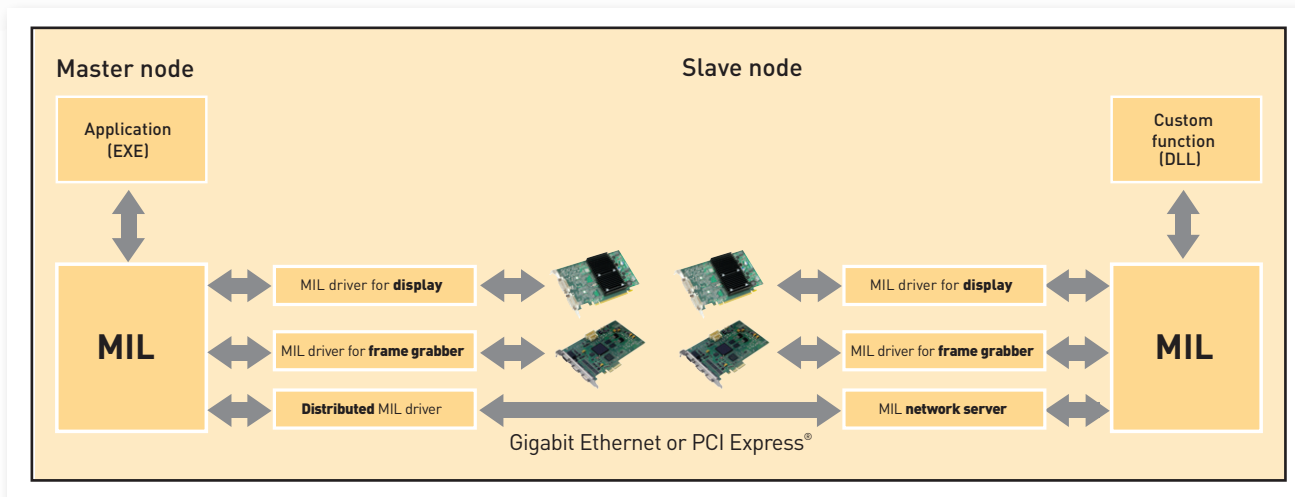 Master node
Slave node
Application
(EXE)
Custom
function
(DLL)
MIL
MIL driver for display
MIL driver for display
MIL driver for frame grabber
MIL driver for frame grabber
MIL
Distributed MIL driver
MIL network server
Gigabit Ethernet or PCI Express®